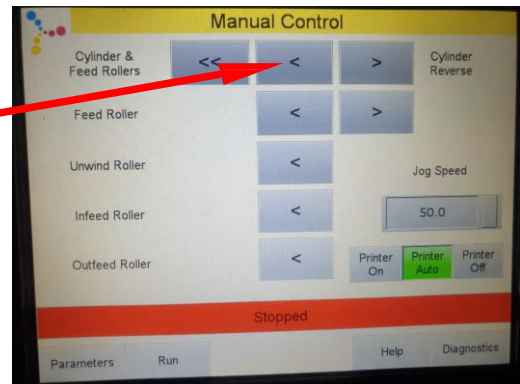 Manual Control
Cylinder &
Feed Rollers
<<
<
>
Cylinder
Reverse
Feed Roller
<
>
Unwind Roller
<
Jog Speed
Infeed Roller
<
50.0
Outfeed Roller
<
Printer
On
Printer
Auto
Printer
Off
Stopped
Parameters
Run
Help
Diagnostics